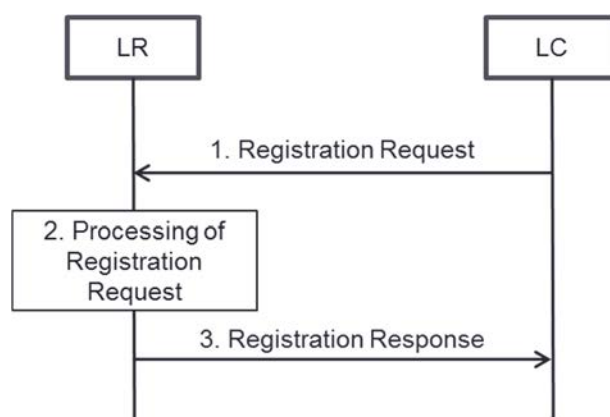 LR
LC
1. Registration Request
2. Processing of
Registration
Request
3. Registration Response